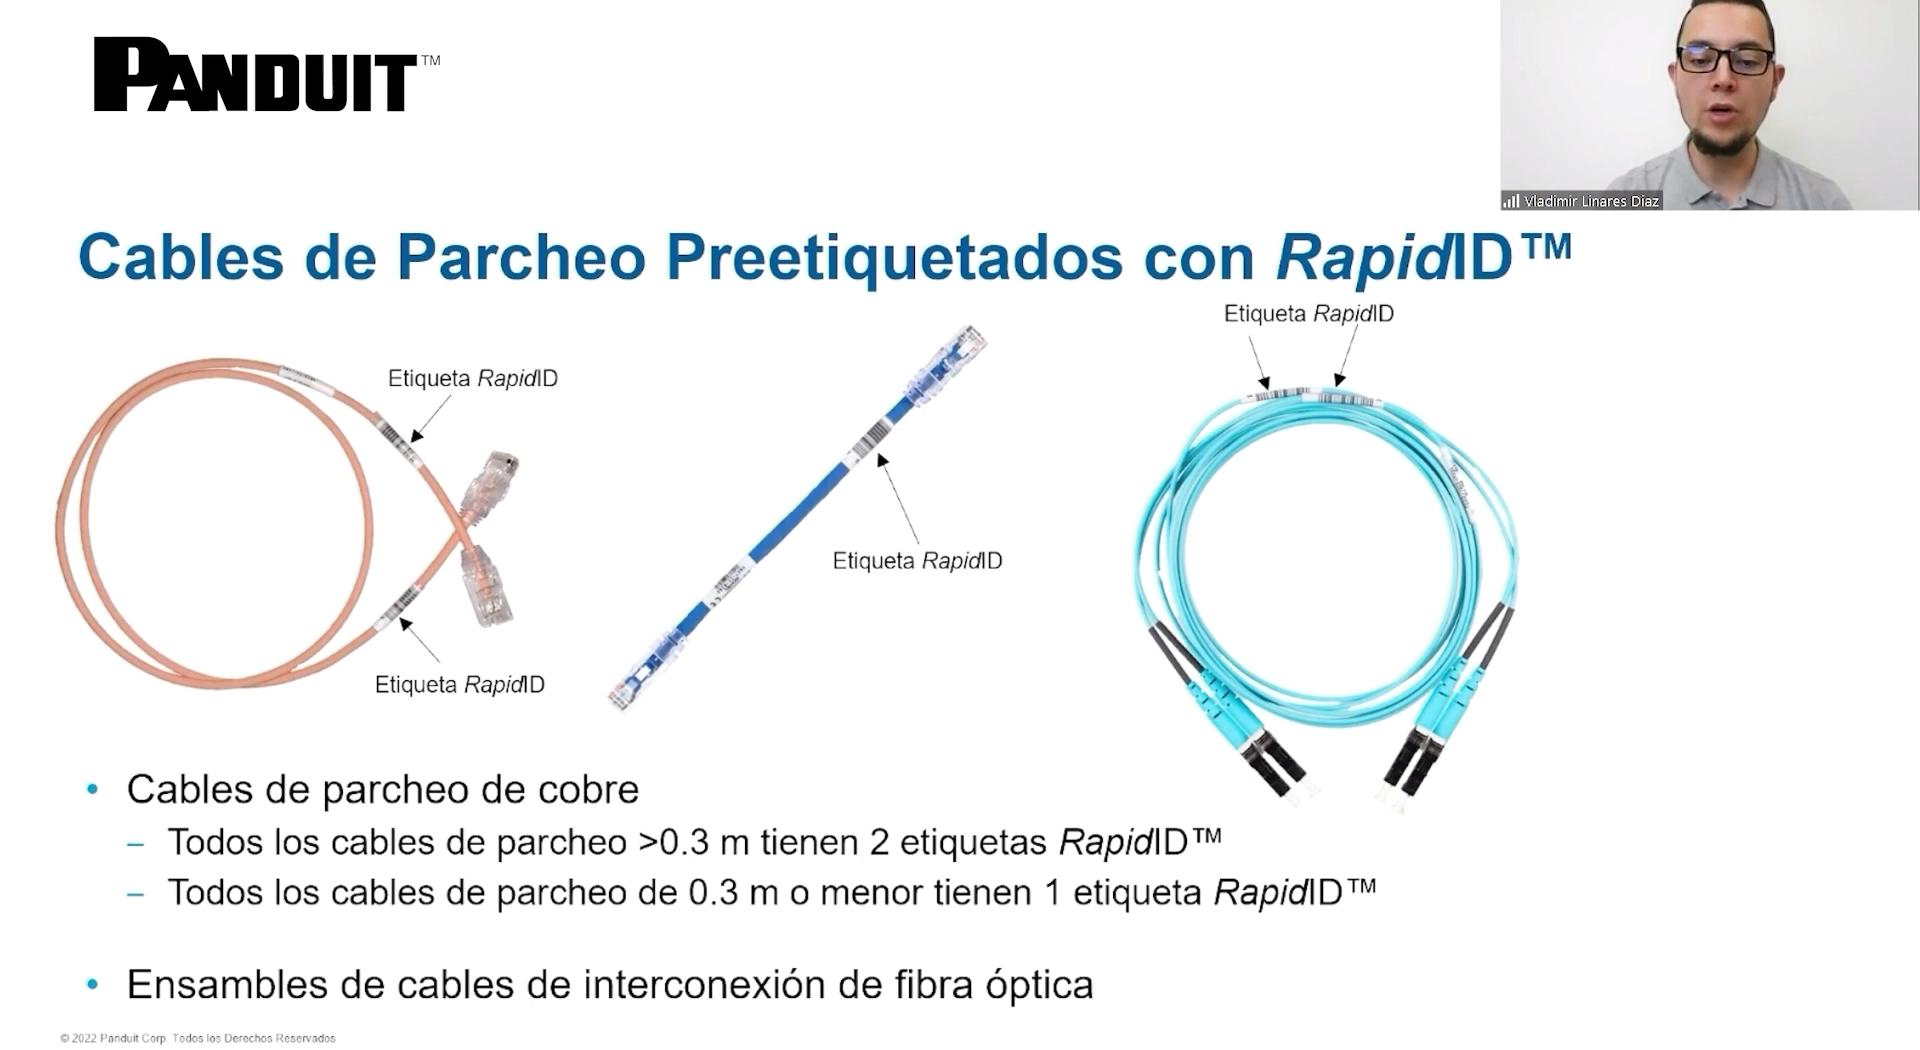 PANDUIT™
Vladimir Linares Diaz
Cables de Parcheo Preetiquetados con RapidID™
Etiqueta RapidID
Etiqueta RapidID
Etiqueta RapidID
Etiqueta RapidID
• Cables de parcheo de cobre
– Todos los cables de parcheo >0.3 m tienen 2 etiquetas RapidID™
– Todos los cables de parcheo de 0.3 m o menor tienen 1 etiqueta RapidID™
• Ensambles de cables de interconexión de fibra óptica
© 2022 Panduit Corp. Todos los Derechos Reservados